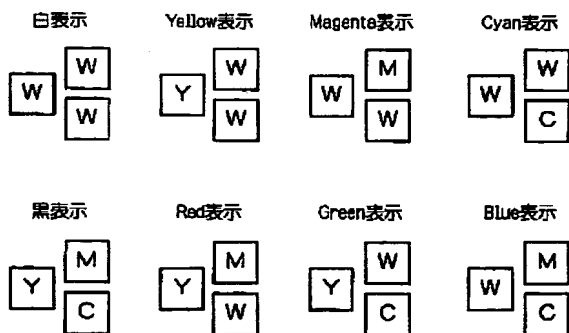 白表示 Yellow表示 Magenta表示 Cyan表示
W W M W
W Y W W
W W W C
黒表示 Red表示 Green表示 Blue表示
M M W M
Y Y Y W
C W C C